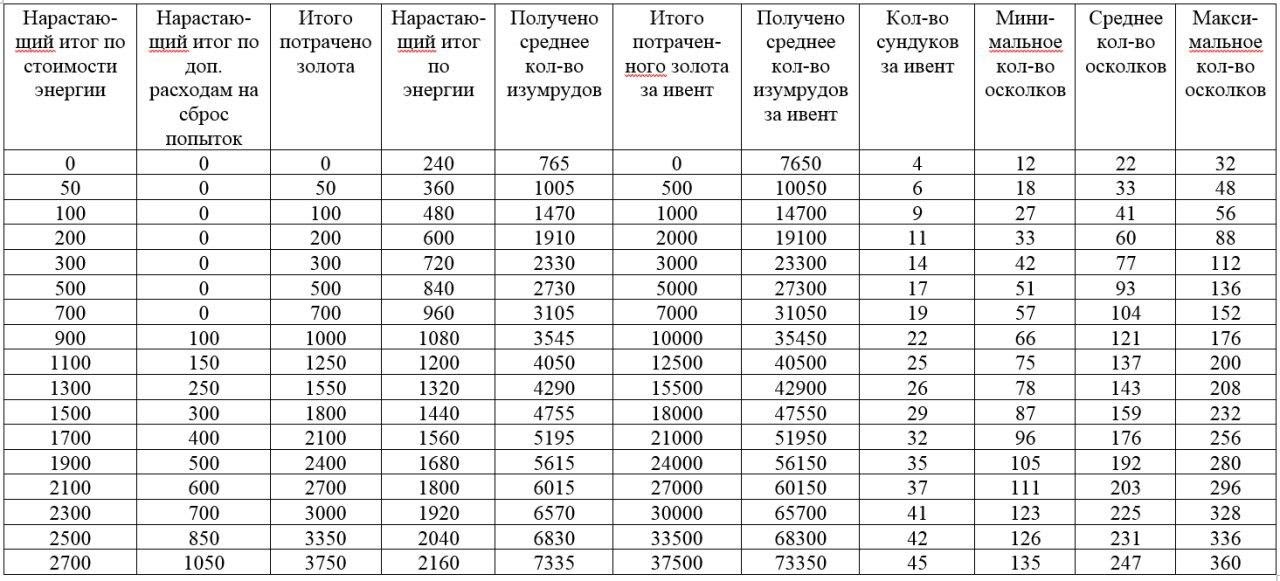 Нарастаю-щий итог по стоимости энергии | Нарастаю-щий итог по доп. расходам на сброс попыток | Итого потрачено золота | Нарастаю-щий итог по энергии | Получено среднее кол-во изумрудов | Итого потрачен-ного золота за ивент | Получено среднее кол-во изумрудов за ивент | Кол-во сундуков за ивент | Мини-мальное кол-во осколков | Среднее кол-во осколков | Макси-мальное кол-во осколков
0 | 0 | 0 | 240 | 765 | 0 | 7650 | 4 | 12 | 22 | 32
50 | 0 | 50 | 360 | 1005 | 500 | 10050 | 6 | 18 | 33 | 48
100 | 0 | 100 | 480 | 1470 | 1000 | 14700 | 9 | 27 | 41 | 56
200 | 0 | 200 | 600 | 1910 | 2000 | 19100 | 11 | 33 | 60 | 88
300 | 0 | 300 | 720 | 2330 | 3000 | 23300 | 14 | 42 | 77 | 112
500 | 0 | 500 | 840 | 2730 | 5000 | 27300 | 17 | 51 | 93 | 136
700 | 0 | 700 | 960 | 3105 | 7000 | 31050 | 19 | 57 | 104 | 152
900 | 100 | 1000 | 1080 | 3545 | 10000 | 35450 | 22 | 66 | 121 | 176
1100 | 150 | 1250 | 1200 | 4050 | 12500 | 40500 | 25 | 75 | 137 | 200
1300 | 250 | 1550 | 1320 | 4290 | 15500 | 42900 | 26 | 78 | 143 | 208
1500 | 300 | 1800 | 1440 | 4755 | 18000 | 47550 | 29 | 87 | 159 | 232
1700 | 400 | 2100 | 1560 | 5195 | 21000 | 51950 | 32 | 96 | 176 | 256
1900 | 500 | 2400 | 1680 | 5615 | 24000 | 56150 | 35 | 105 | 192 | 280
2100 | 600 | 2700 | 1800 | 6015 | 27000 | 60150 | 37 | 111 | 203 | 296
2300 | 700 | 3000 | 1920 | 6570 | 30000 | 65700 | 41 | 123 | 225 | 328
2500 | 850 | 3350 | 2040 | 6830 | 33500 | 68300 | 42 | 126 | 231 | 336
2700 | 1050 | 3750 | 2160 | 7335 | 37500 | 73350 | 45 | 135 | 247 | 360